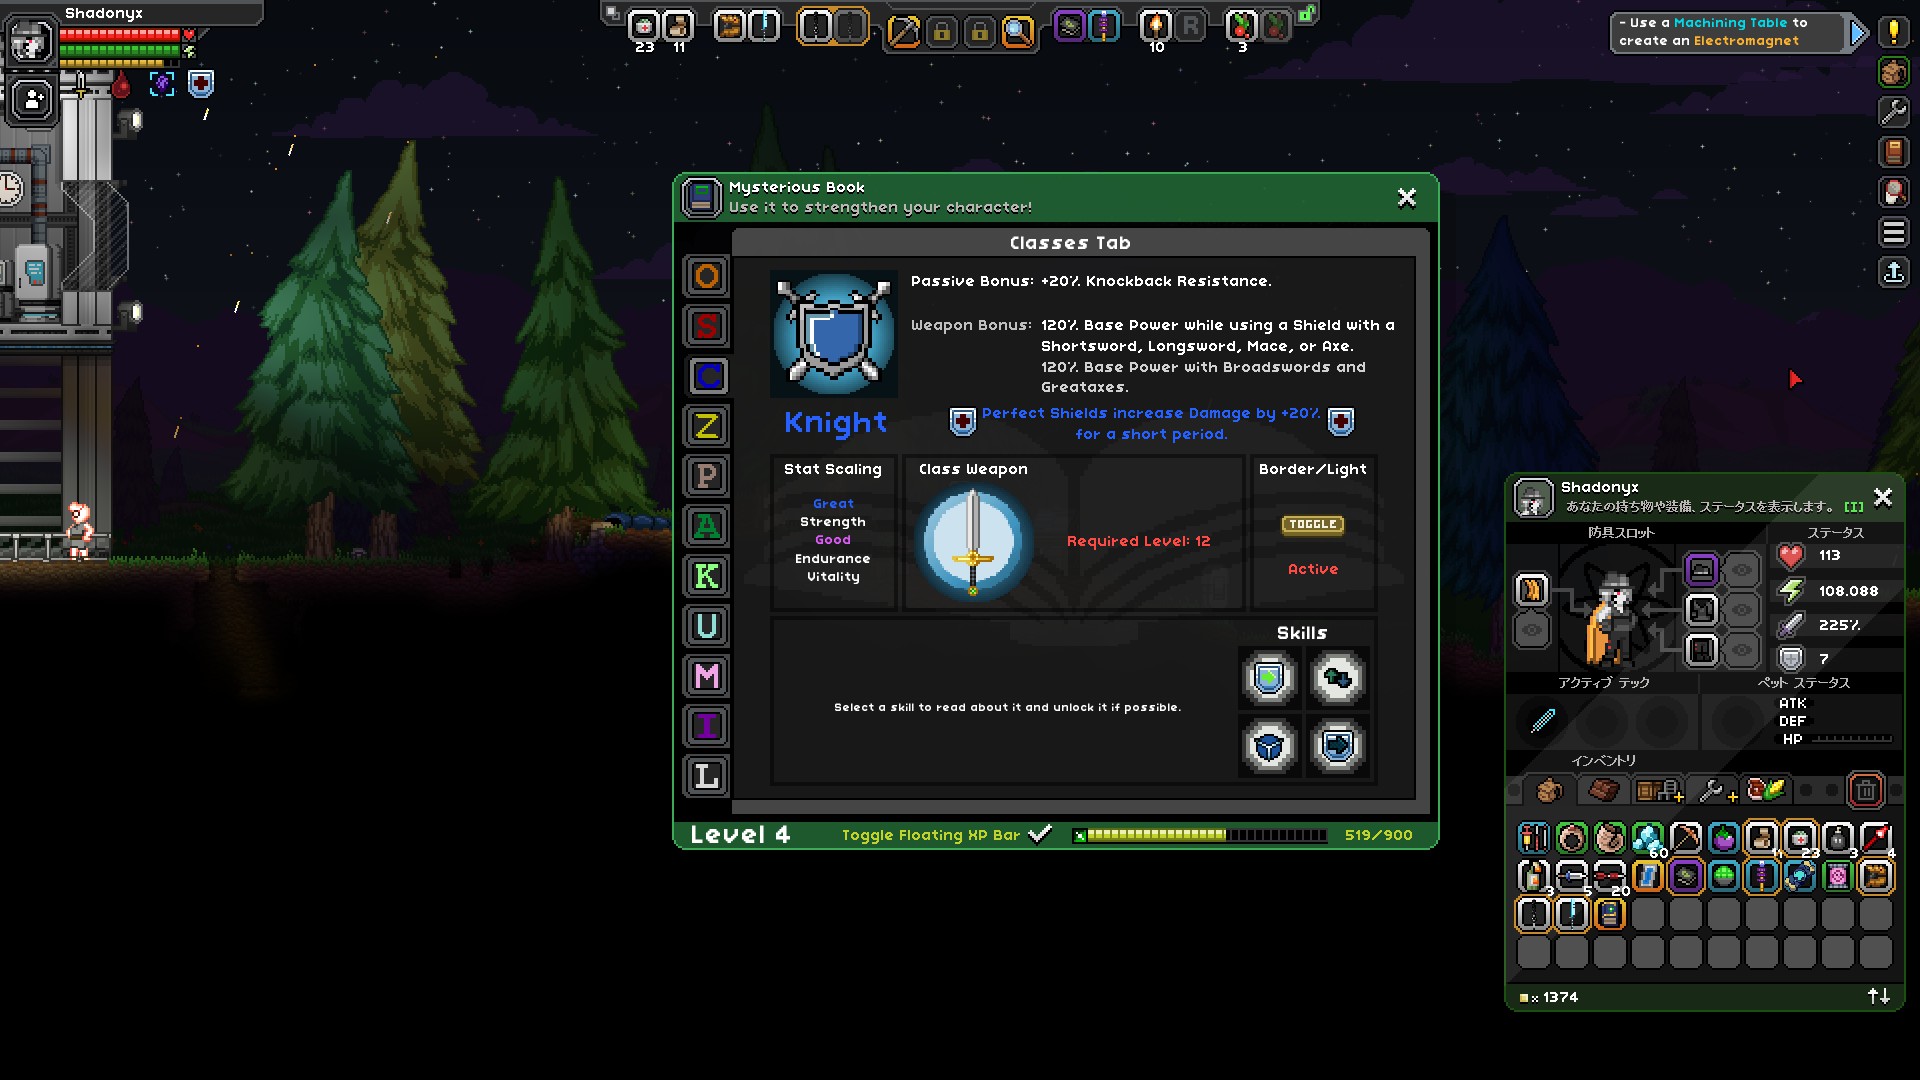 Shadonyx
23
11
R
10
3
- Use a Machining Table to
create an Electromagnet
Mysterious Book
Use it to strengthen your character!
Classes Tab
O
S
C
Z
P
A
K
U
M
I
L
Passive Bonus: +20% Knockback Resistance.
Weapon Bonus: 120% Base Power while using a Shield with a
Shortsword, Longsword, Mace, or Axe.
120% Base Power with Broadswords and
Greataxes.
Knight
Perfect Shields increase Damage by +20%
for a short period.
Stat Scaling
Great
Strength
Good
Endurance
Vitality
Class Weapon
Required Level: 12
Border/Light
TOGGLE
Active
Select a skill to read about it and unlock it if possible.
Skills
Level 4
Toggle Floating XP Bar
519/900
Shadonyx
あなたの持ち物や装備、ステータスを表示します。 [I]
防具スロット
ステータス
113
108.088
225%
7
アクティブ テック
ペット ステータス
ATK
DEF
HP
インベントリ
60
11
23
3
4
3
5
20
x 1374